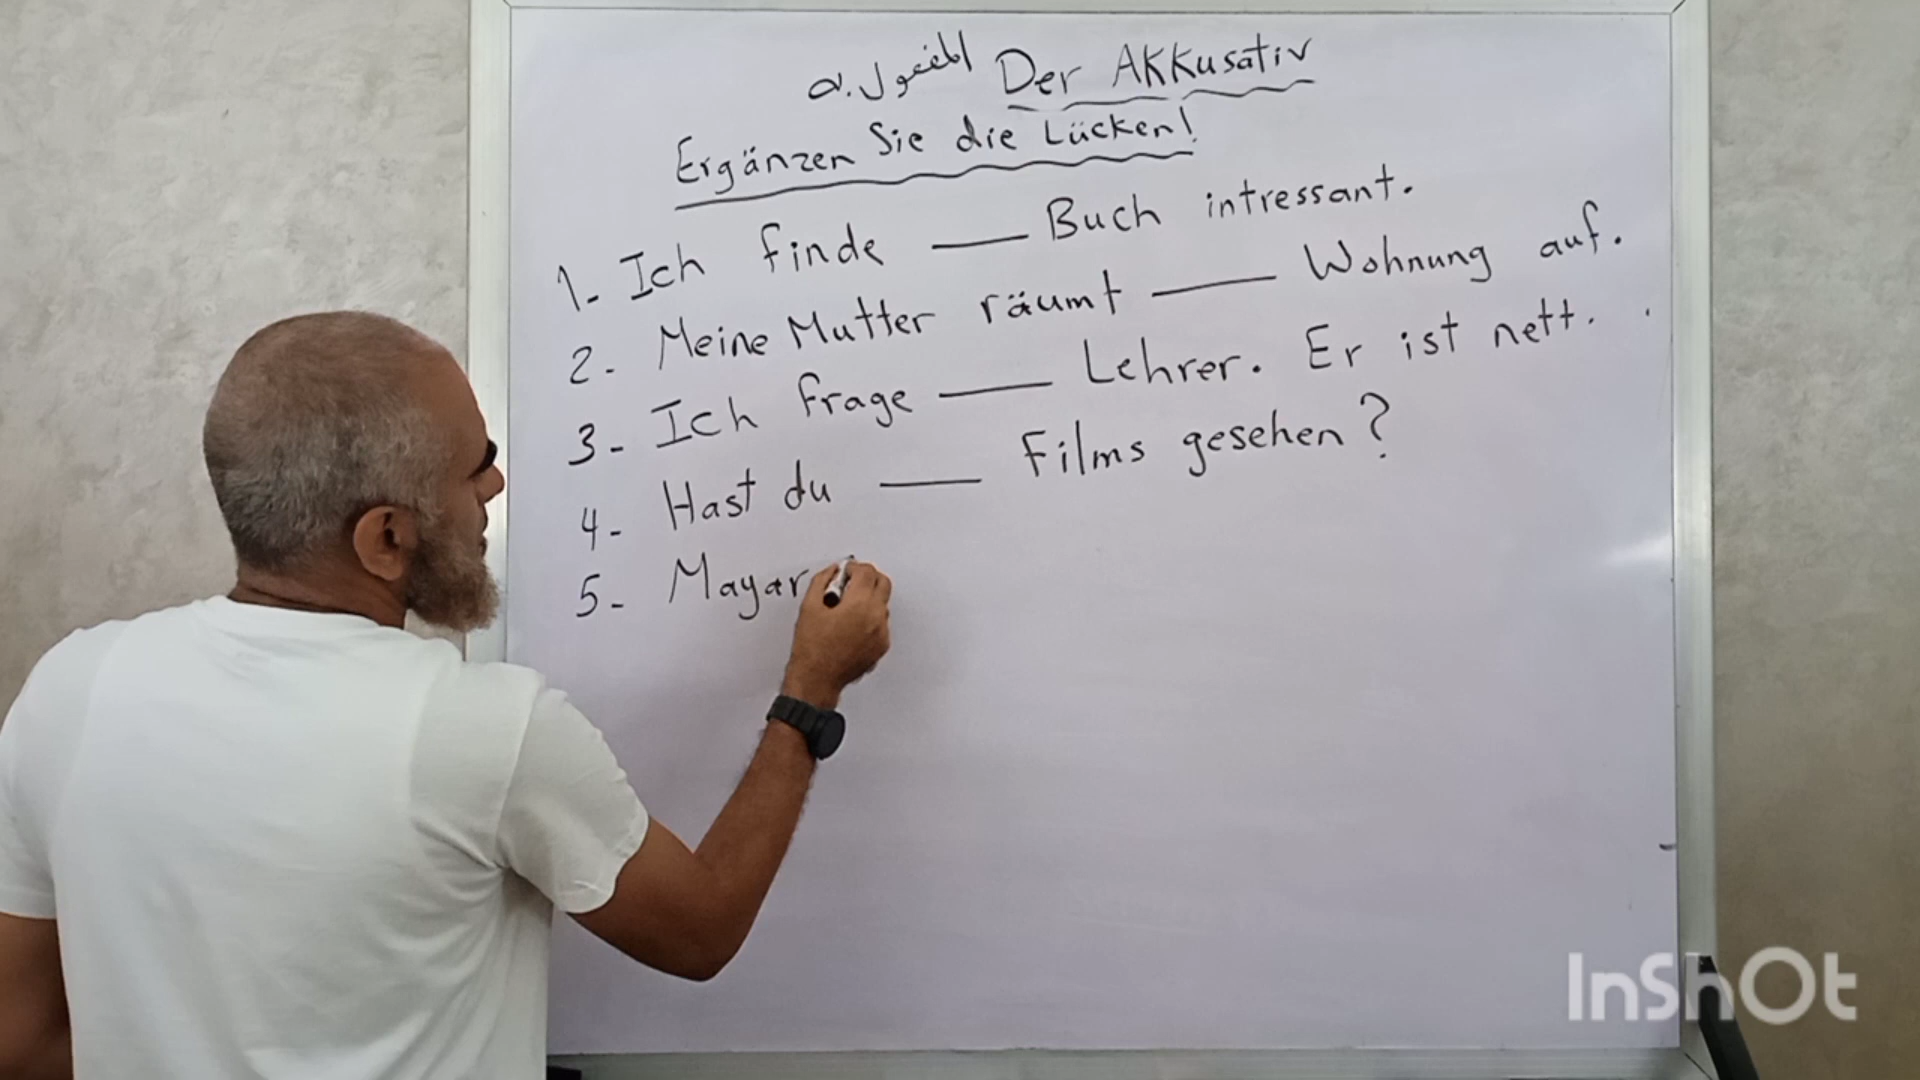 Der Akkusativ المفعول به
Ergänzen Sie die Lücken!
1- Ich finde ___ Buch intressant.
2- Meine Mutter räumt ___ Wohnung auf.
3- Ich frage ___ Lehrer. Er ist nett.
4- Hast du ___ Films gesehen?
5- Mayar
InShOt